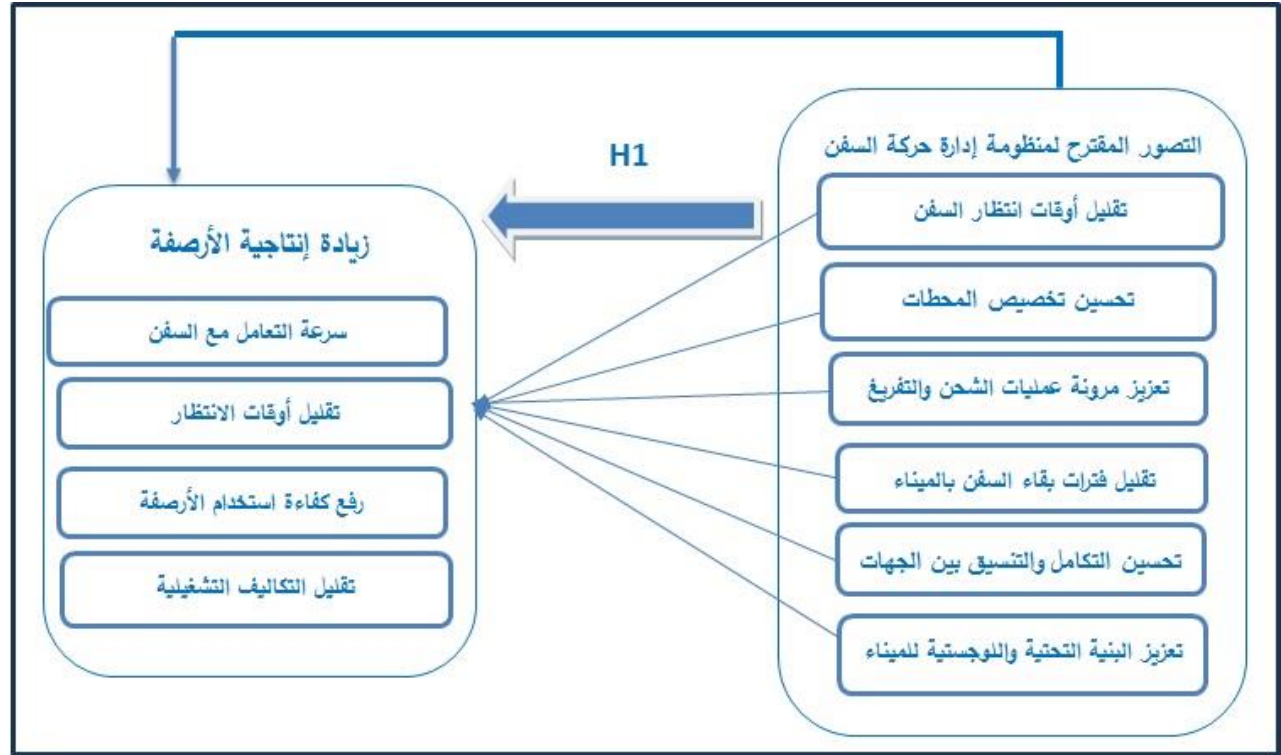 التصور المقترح لمنظومة إدارة حركة السفن
تقليل أوقات انتظار السفن
تحسين تخصيص المحطات
تعزيز مرونة عمليات الشحن والتفريغ
تقليل فترات بقاء السفن بالميناء
تحسين التكامل والتنسيق بين الجهات
تعزيز البنية التحتية واللوجستية للميناء
H1
زيادة إنتاجية الأرصفة
سرعة التعامل مع السفن
تقليل أوقات الانتظار
رفع كفاءة استخدام الأرصفة
تقليل التكاليف التشغيلية